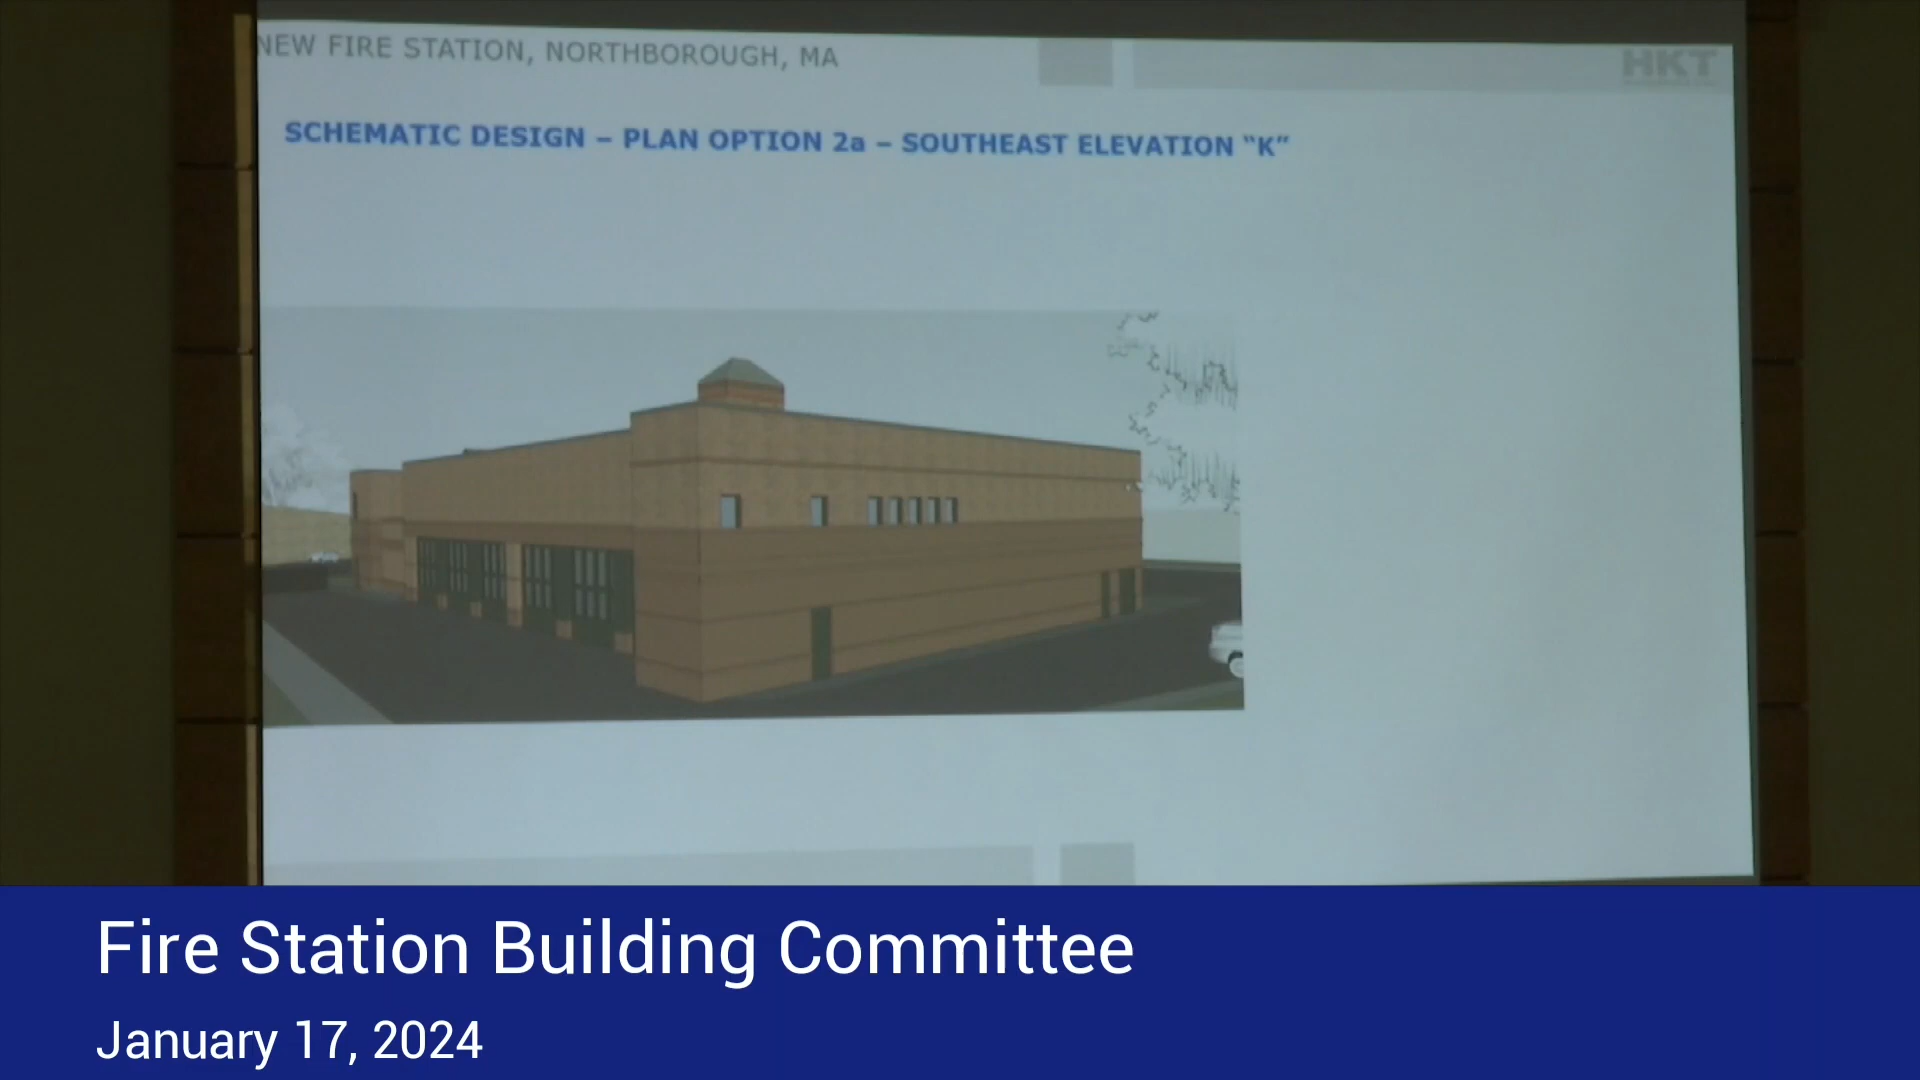 NEW FIRE STATION, NORTHBOROUGH, MA
HKT
SCHEMATIC DESIGN – PLAN OPTION 2a – SOUTHEAST ELEVATION “K”
Fire Station Building Committee
January 17, 2024